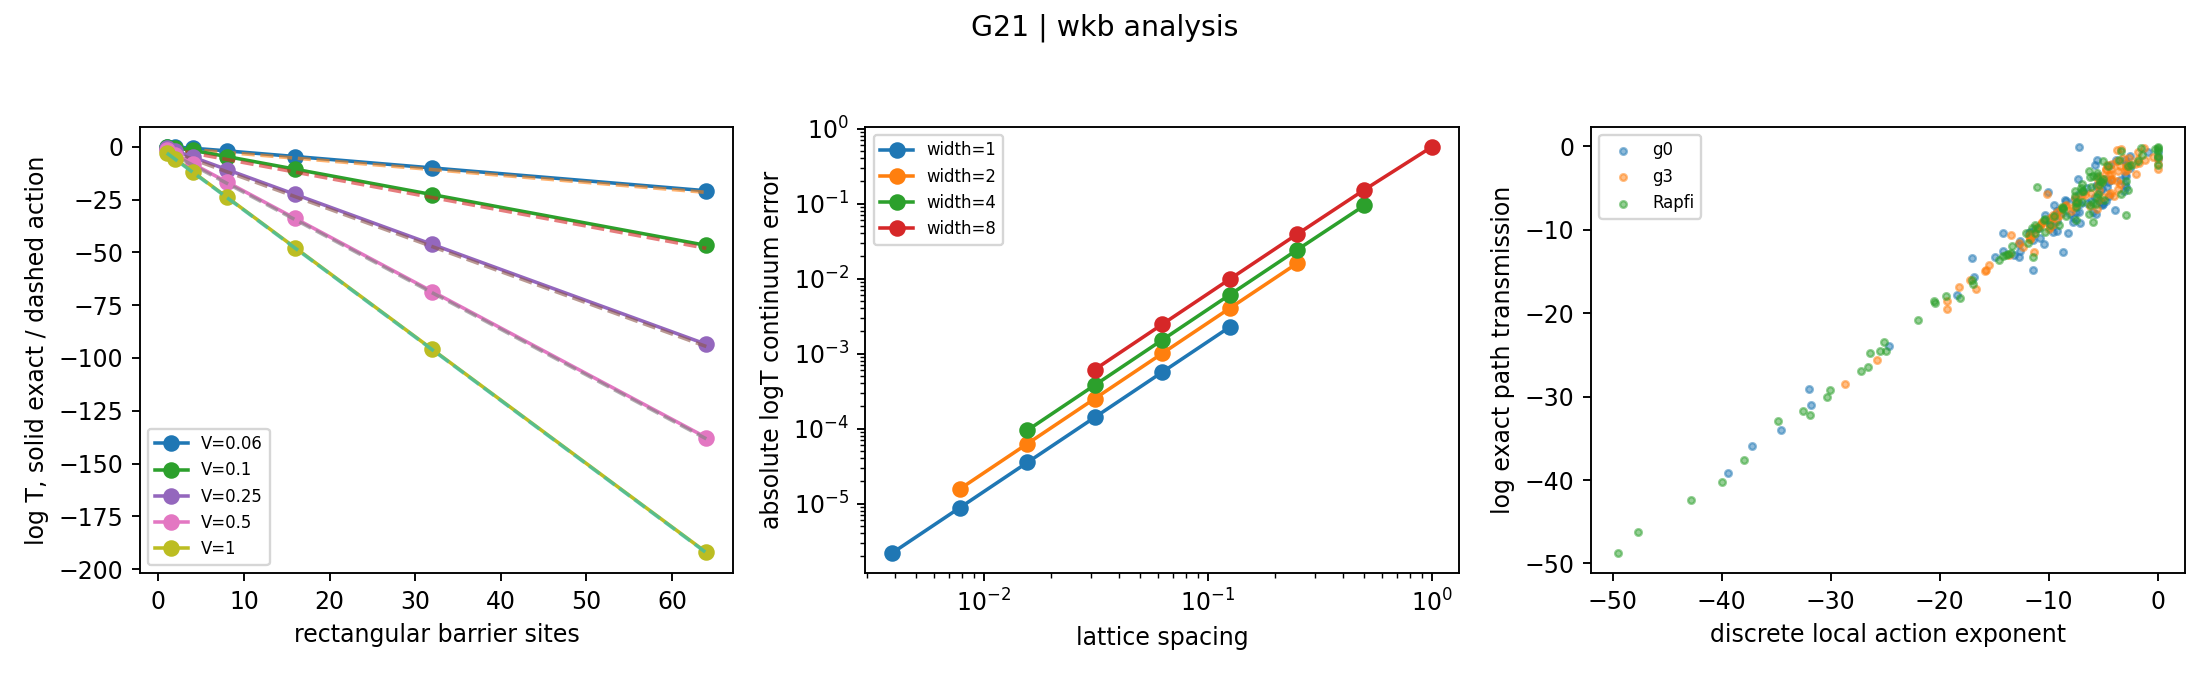 G21 | wkb analysis
log T, solid exact / dashed action
0
−25
−50
−75
−100
−125
−150
−175
−200
V=0.06
V=0.1
V=0.25
V=0.5
V=1
0 10 20 30 40 50 60
rectangular barrier sites
absolute logT continuum error
10⁰
10⁻¹
10⁻²
10⁻³
10⁻⁴
10⁻⁵
width=1
width=2
width=4
width=8
10⁻² 10⁻¹ 10⁰
lattice spacing
log exact path transmission
0
−10
−20
−30
−40
−50
g0
g3
Rapfi
−50 −40 −30 −20 −10 0
discrete local action exponent